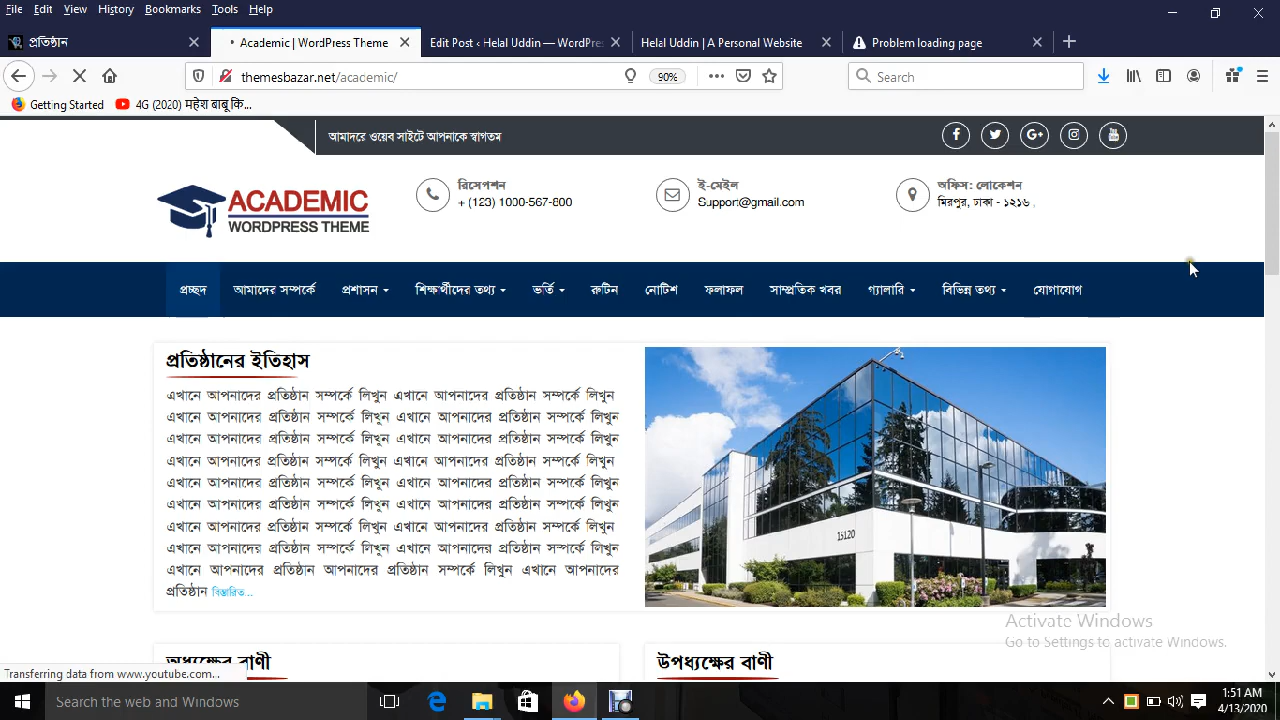 File Edit View History Bookmarks Tools Help
প্রতিষ্ঠান
Academic | WordPress Theme
Edit Post ‹ Helal Uddin — WordPres
Helal Uddin | A Personal Website
Problem loading page
themesbazar.net/academic/
90%
Search
Getting Started
4G (2020) महेश बाबू कि...
আমাদরে ওয়েব সাইটে আপনাকে স্বাগতম
ACADEMIC
WORDPRESS THEME
রিসেপশন
+ (123) 1000-567-800
ই-মেইল
Support@gmail.com
অফিস: লোকেশন
মিরপুর, ঢাকা - ১২১৬ .
প্রচ্ছদ আমাদের সম্পর্কে প্রশাসন শিক্ষার্থীদের তথ্য ভর্তি রুটিন নোটিশ ফলাফল সাম্প্রতিক খবর গ্যালারি বিভিন্ন তথ্য যোগাযোগ
প্রতিষ্ঠানের ইতিহাস
এখানে আপনাদের প্রতিষ্ঠান সম্পর্কে লিখুন এখানে আপনাদের প্রতিষ্ঠান সম্পর্কে লিখুন
এখানে আপনাদের প্রতিষ্ঠান সম্পর্কে লিখুন এখানে আপনাদের প্রতিষ্ঠান সম্পর্কে লিখুন
এখানে আপনাদের প্রতিষ্ঠান সম্পর্কে লিখুন এখানে আপনাদের প্রতিষ্ঠান সম্পর্কে লিখুন
এখানে আপনাদের প্রতিষ্ঠান সম্পর্কে লিখুন এখানে আপনাদের প্রতিষ্ঠান সম্পর্কে লিখুন
এখানে আপনাদের প্রতিষ্ঠান সম্পর্কে লিখুন এখানে আপনাদের প্রতিষ্ঠান সম্পর্কে লিখুন
এখানে আপনাদের প্রতিষ্ঠান সম্পর্কে লিখুন এখানে আপনাদের প্রতিষ্ঠান সম্পর্কে লিখুন
এখানে আপনাদের প্রতিষ্ঠান সম্পর্কে লিখুন এখানে আপনাদের প্রতিষ্ঠান সম্পর্কে লিখুন
এখানে আপনাদের প্রতিষ্ঠান সম্পর্কে লিখুন এখানে আপনাদের প্রতিষ্ঠান সম্পর্কে লিখুন
এখানে আপনাদের প্রতিষ্ঠান আপনাদের প্রতিষ্ঠান সম্পর্কে লিখুন এখানে আপনাদের
প্রতিষ্ঠান বিস্তারিত...
15120
Activate Windows
Go to Settings to activate Windows.
অধ্যক্ষের বাণী
উপধ্যক্ষের বাণী
Transferring data from www.youtube.com...
Search the web and Windows
1:51 AM
4/13/2020